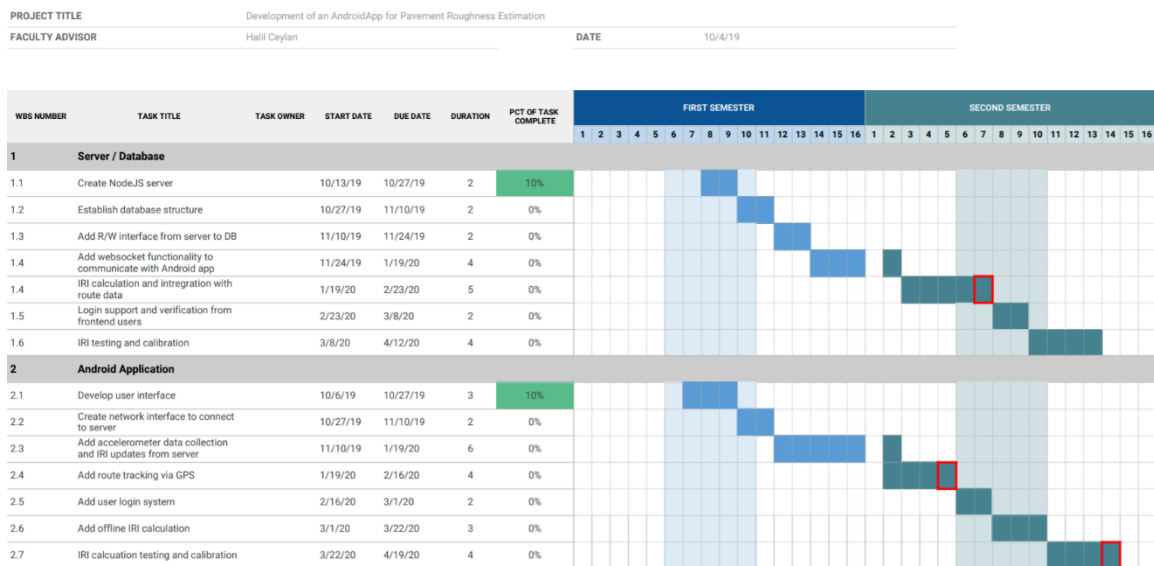 PROJECT TITLE Development of an AndroidApp for Pavement Roughness Estimation
FACULTY ADVISOR Halil Ceylan DATE 10/4/19
FIRST SEMESTER SECOND SEMESTER
WBS NUMBER TASK TITLE TASK OWNER START DATE DUE DATE DURATION PCT OF TASK COMPLETE
1 2 3 4 5 6 7 8 9 10 11 12 13 14 15 16 1 2 3 4 5 6 7 8 9 10 11 12 13 14 15 16
1 Server / Database
1.1 Create NodeJS server 10/13/19 10/27/19 2 10%
1.2 Establish database structure 10/27/19 11/10/19 2 0%
1.3 Add R/W interface from server to DB 11/10/19 11/24/19 2 0%
1.4 Add websocket functionality to communicate with Android app 11/24/19 1/19/20 4 0%
1.4 IRI calculation and intregration with route data 1/19/20 2/23/20 5 0%
1.5 Login support and verification from frontend users 2/23/20 3/8/20 2 0%
1.6 IRI testing and calibration 3/8/20 4/12/20 4 0%
2 Android Application
2.1 Develop user interface 10/6/19 10/27/19 3 10%
2.2 Create network interface to connect to server 10/27/19 11/10/19 2 0%
2.3 Add accelerometer data collection and IRI updates from server 11/10/19 1/19/20 6 0%
2.4 Add route tracking via GPS 1/19/20 2/16/20 4 0%
2.5 Add user login system 2/16/20 3/1/20 2 0%
2.6 Add offline IRI calculation 3/1/20 3/22/20 3 0%
2.7 IRI calcuation testing and calibration 3/22/20 4/19/20 4 0%